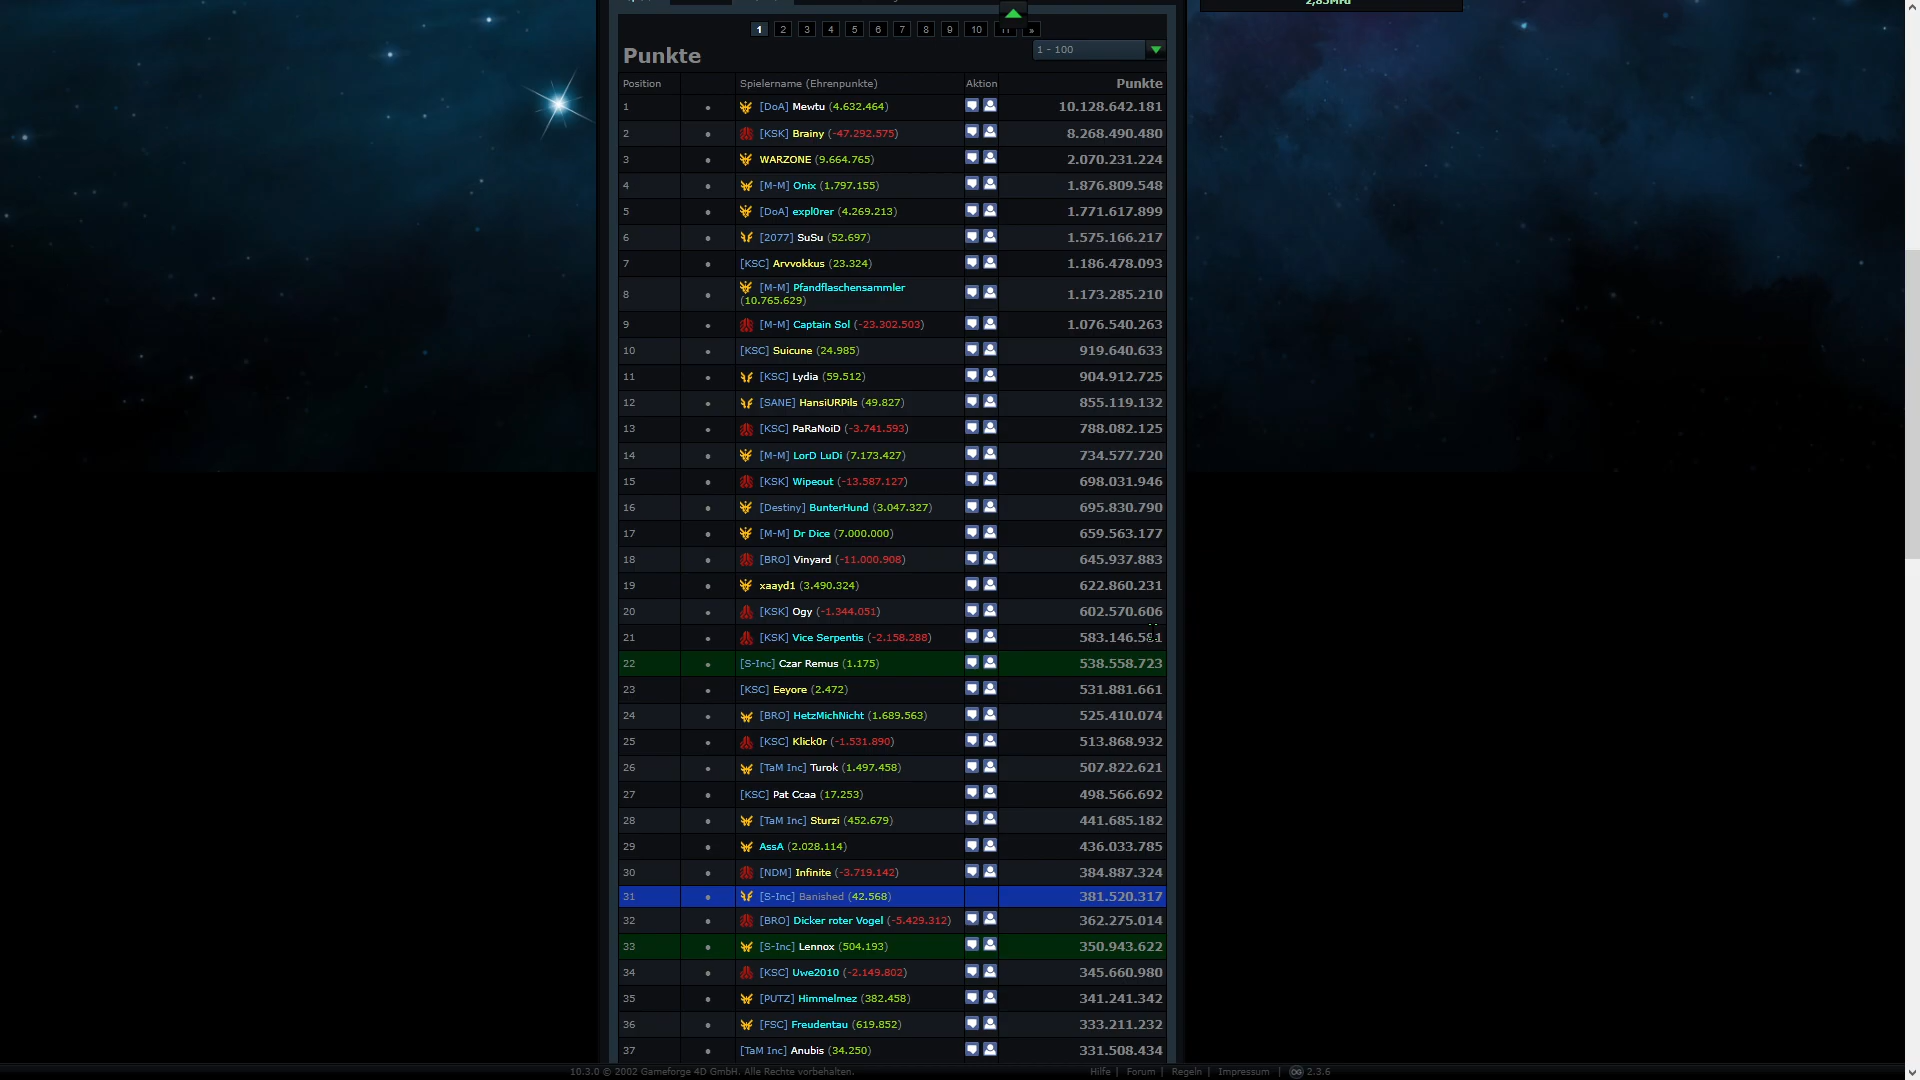 2,85Mrd
1 2 3 4 5 6 7 8 9 10 11 »
1 - 100
Punkte
Position Spielername (Ehrenpunkte) Aktion Punkte
1 [DoA] Mewtu (4.632.464) 10.128.642.181
2 [KSK] Brainy (-47.292.575) 8.268.490.480
3 WARZONE (9.664.765) 2.070.231.224
4 [M-M] Onix (1.797.155) 1.876.809.548
5 [DoA] expl0rer (4.269.213) 1.771.617.899
6 [2077] SuSu (52.697) 1.575.166.217
7 [KSC] Arvvokkus (23.324) 1.186.478.093
8 [M-M] Pfandflaschensammler
(10.765.629) 1.173.285.210
9 [M-M] Captain Sol (-23.302.503) 1.076.540.263
10 [KSC] Suicune (24.985) 919.640.633
11 [KSC] Lydia (59.512) 904.912.725
12 [SANE] HansiURPils (49.827) 855.119.132
13 [KSC] PaRaNoiD (-3.741.593) 788.082.125
14 [M-M] LorD LuDi (7.173.427) 734.577.720
15 [KSK] Wipeout (-13.587.127) 698.031.946
16 [Destiny] BunterHund (3.047.327) 695.830.790
17 [M-M] Dr Dice (7.000.000) 659.563.177
18 [BRO] Vinyard (-11.000.908) 645.937.883
19 xaayd1 (3.490.324) 622.860.231
20 [KSK] Ogy (-1.344.051) 602.570.606
21 [KSK] Vice Serpentis (-2.158.288) 583.146.581
22 [S-Inc] Czar Remus (1.175) 538.558.723
23 [KSC] Eeyore (2.472) 531.881.661
24 [BRO] HetzMichNicht (1.689.563) 525.410.074
25 [KSC] Klick0r (-1.531.890) 513.868.932
26 [TaM Inc] Turok (1.497.458) 507.822.621
27 [KSC] Pat Ccaa (17.253) 498.566.692
28 [TaM Inc] Sturzi (452.679) 441.685.182
29 AssA (2.028.114) 436.033.785
30 [NDM] Infinite (-3.719.142) 384.887.324
31 [S-Inc] Banished (42.568) 381.520.317
32 [BRO] Dicker roter Vogel (-5.429.312) 362.275.014
33 [S-Inc] Lennox (504.193) 350.943.622
34 [KSC] Uwe2010 (-2.149.802) 345.660.980
35 [PUTZ] Himmelmez (382.458) 341.241.342
36 [FSC] Freudentau (619.852) 333.211.232
37 [TaM Inc] Anubis (34.250) 331.508.434
10.3.0 © 2002 Gameforge 4D GmbH. Alle Rechte vorbehalten. Hilfe | Forum | Regeln | Impressum | OG 2.3.6